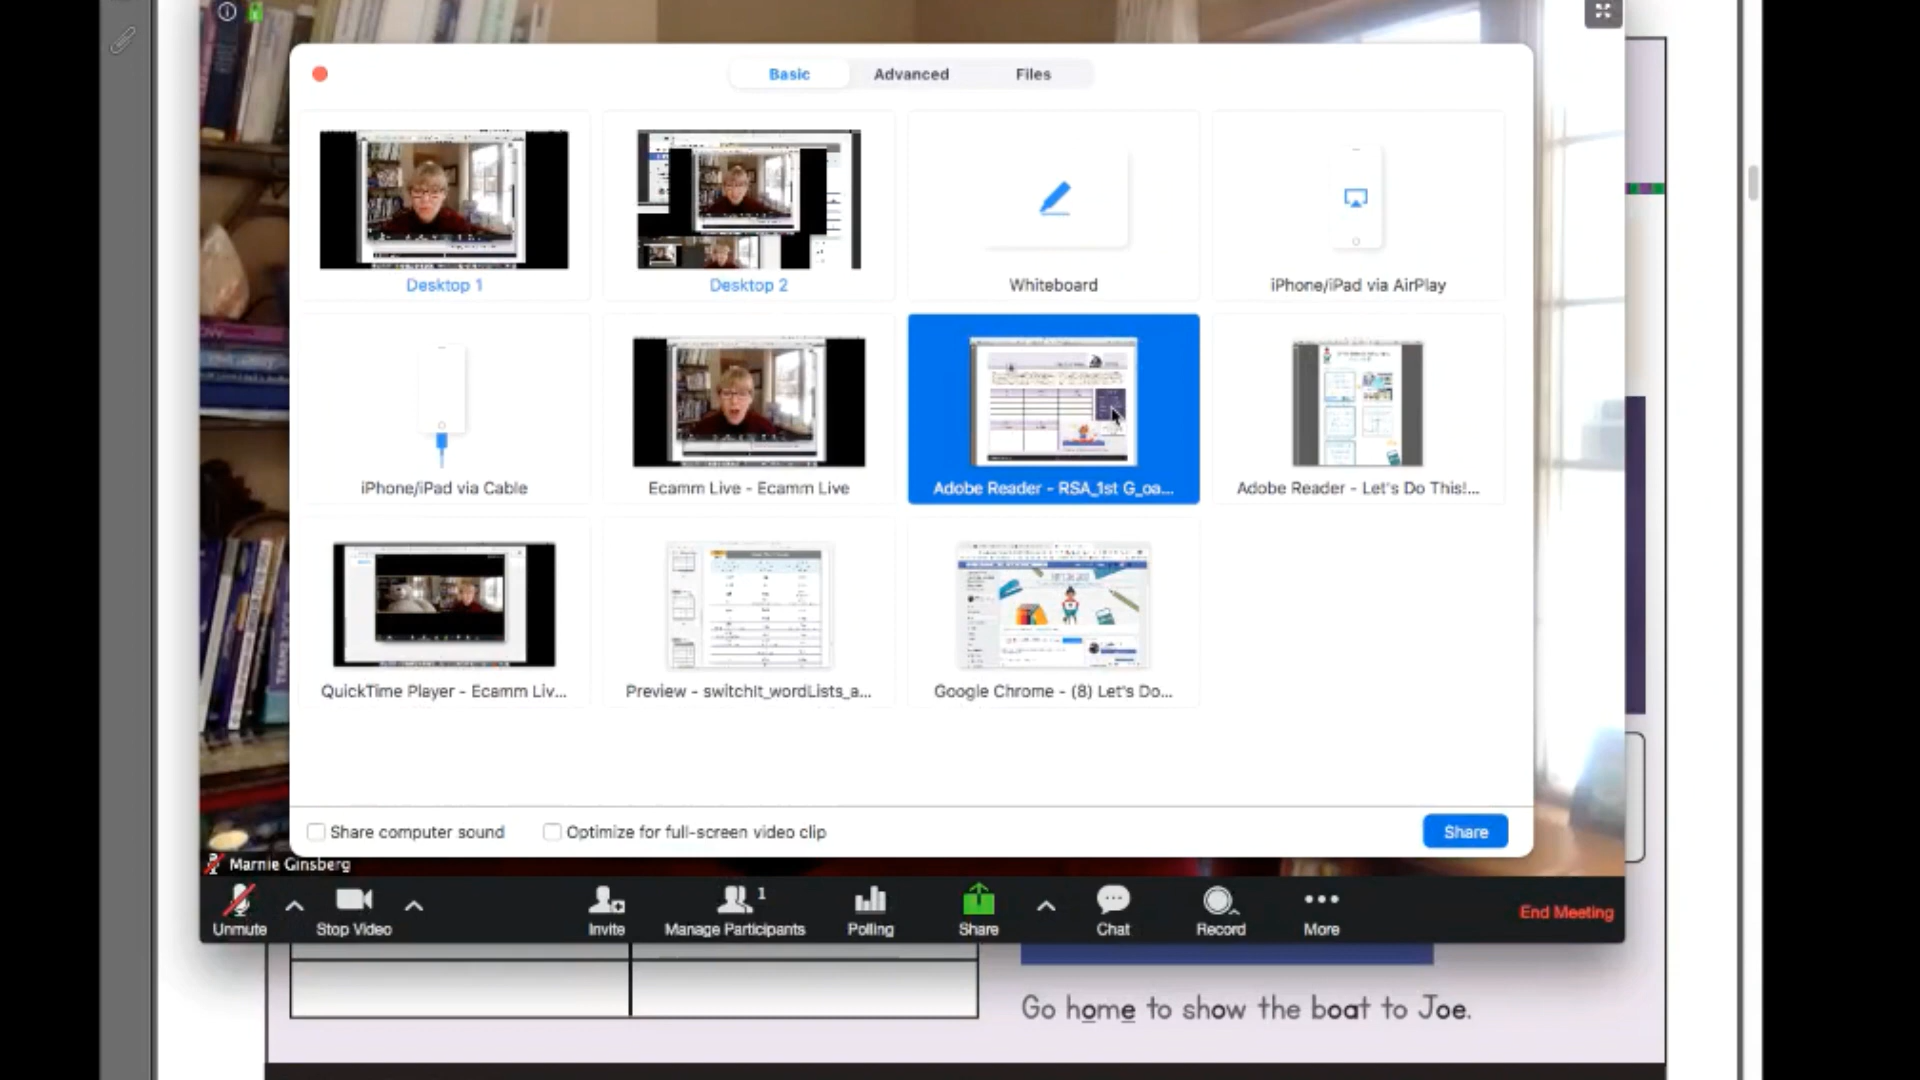 Basic
Advanced
Files
Desktop 1
Desktop 2
Whiteboard
iPhone/iPad via AirPlay
iPhone/iPad via Cable
Ecamm Live - Ecamm Live
Adobe Reader - RSA_1st G_oa...
Adobe Reader - Let's Do This!...
QuickTime Player - Ecamm Liv...
Preview - switchIt_wordLists_a...
Google Chrome - (8) Let's Do...
Share computer sound
Optimize for full-screen video clip
Share
Marnie Ginsberg
1
Unmute
Stop Video
Invite
Manage Participants
Polling
Share
Chat
Record
More
End Meeting
Go home to show the boat to Joe.